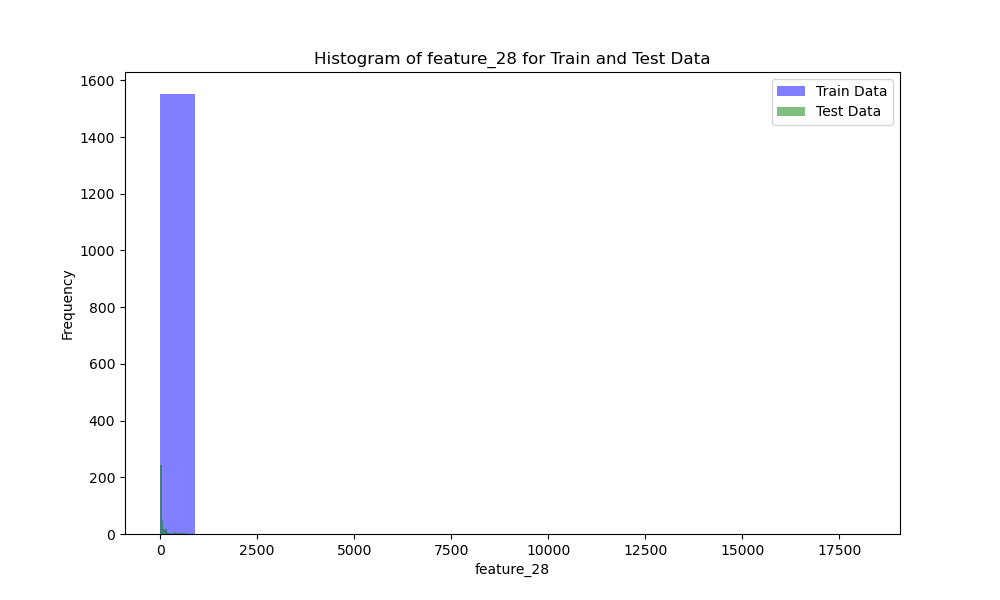 Histogram of feature_28 for Train and Test Data
Train Data
Test Data
1600
1400
1200
1000
800
600
400
200
0
Frequency
0 2500 5000 7500 10000 12500 15000 17500
feature_28